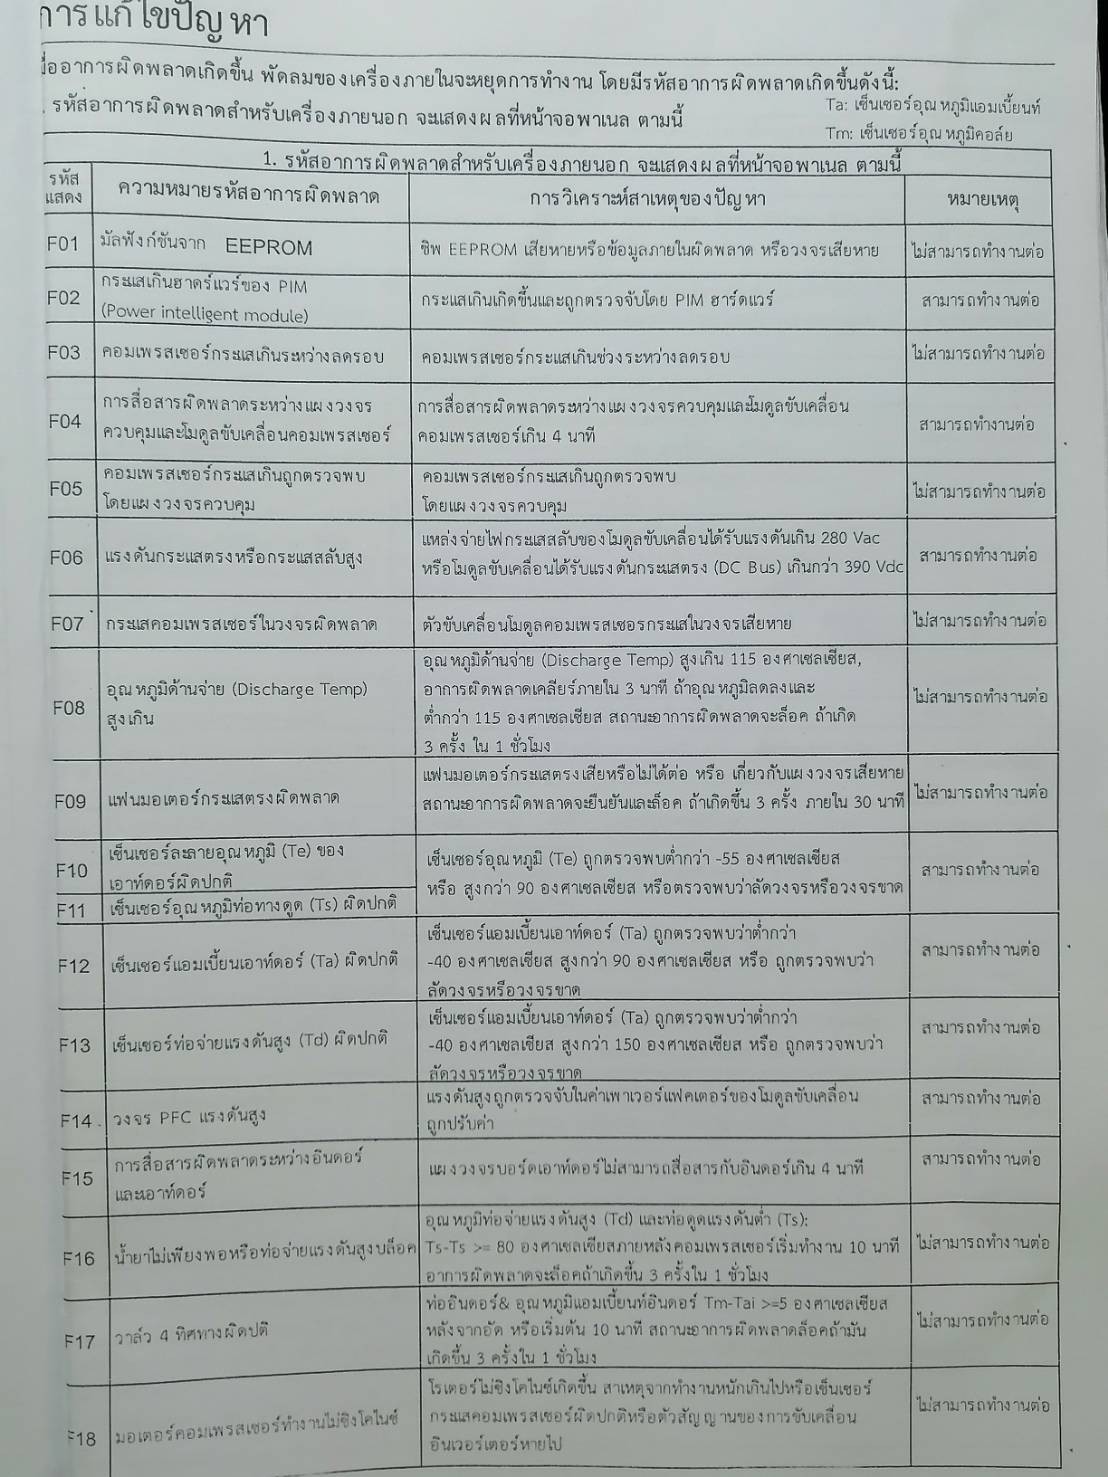 การแก้ไขปัญหา
เมื่ออาการผิดพลาดเกิดขึ้น พัดลมของเครื่องภายในจะหยุดการทำงาน โดยมีรหัสอาการผิดพลาดเกิดขึ้นดังนี้:
. รหัสอาการผิดพลาดสำหรับเครื่องภายนอก จะแสดงผลที่หน้าจอพาเนล ตามนี้
Ta: เซ็นเซอร์อุณหภูมิแอมเบี้ยนท์
Tm: เซ็นเซอร์อุณหภูมิคอล์ย
1. รหัสอาการผิดพลาดสำหรับเครื่องภายนอก จะแสดงผลที่หน้าจอพาเนล ตามนี้
รหัส
แสดง
ความหมายรหัสอาการผิดพลาด
การวิเคราะห์สาเหตุของปัญหา
หมายเหตุ
F01
มัลฟังก์ชันจาก EEPROM
ชิพ EEPROM เสียหายหรือข้อมูลภายในผิดพลาด หรือวงจรเสียหาย
ไม่สามารถทำงานต่อ
F02
กระแสเกินฮาดร์แวร์ของ PIM
(Power intelligent module)
กระแสเกินเกิดขึ้นและถูกตรวจจับโดย PIM ฮาร์ดแวร์
สามารถทำงานต่อ
F03
คอมเพรสเซอร์กระแสเกินระหว่างลดรอบ
คอมเพรสเซอร์กระแสเกินช่วงระหว่างลดรอบ
ไม่สามารถทำงานต่อ
F04
การสื่อสารผิดพลาดระหว่างแผงวงจร
ควบคุมและโมดูลขับเคลื่อนคอมเพรสเซอร์
การสื่อสารผิดพลาดระหว่างแผงวงจรควบคุมและโมดูลขับเคลื่อน
คอมเพรสเซอร์เกิน 4 นาที
สามารถทำงานต่อ
F05
คอมเพรสเซอร์กระแสเกินถูกตรวจพบ
โดยแผงวงจรควบคุม
คอมเพรสเซอร์กระแสเกินถูกตรวจพบ
โดยแผงวงจรควบคุม
ไม่สามารถทำงานต่อ
F06
แรงดันกระแสตรงหรือกระแสสลับสูง
แหล่งจ่ายไฟกระแสสลับของโมดูลขับเคลื่อนได้รับแรงดันเกิน 280 Vac
หรือโมดูลขับเคลื่อนได้รับแรงดันกระแสตรง (DC Bus) เกินกว่า 390 Vdc
สามารถทำงานต่อ
F07
กระแสคอมเพรสเซอร์ในวงจรผิดพลาด
ตัวขับเคลื่อนโมดูลคอมเพรสเซอรกระแสในวงจรเสียหาย
ไม่สามารถทำงานต่อ
F08
อุณหภูมิด้านจ่าย (Discharge Temp)
สูงเกิน
อุณหภูมิด้านจ่าย (Discharge Temp) สูงเกิน 115 องศาเซลเซียส,
อาการผิดพลาดเคลียร์ภายใน 3 นาที ถ้าอุณหภูมิลดลงและ
ต่ำกว่า 115 องศาเซลเซียส สถานะอาการผิดพลาดจะล็อค ถ้าเกิด
3 ครั้ง ใน 1 ชั่วโมง
ไม่สามารถทำงานต่อ
F09
แฟนมอเตอร์กระแสตรงผิดพลาด
แฟนมอเตอร์กระแสตรงเสียหรือไม่ได้ต่อ หรือ เกี่ยวกับแผงวงจรเสียหาย
สถานะอาการผิดพลาดจะยืนยันและล็อค ถ้าเกิดขึ้น 3 ครั้ง ภายใน 30 นาที
ไม่สามารถทำงานต่อ
F10
เซ็นเซอร์ละลายอุณหภูมิ (Te) ของ
เอาท์ดอร์ผิดปกติ
เซ็นเซอร์อุณหภูมิ (Te) ถูกตรวจพบต่ำกว่า -55 องศาเซลเซียส
หรือ สูงกว่า 90 องศาเซลเซียส หรือตรวจพบว่าลัดวงจรหรือวงจรขาด
สามารถทำงานต่อ
F11
เซ็นเซอร์อุณหภูมิท่อทางดูด (Ts) ผิดปกติ
F12
เซ็นเซอร์แอมเบี้ยนเอาท์ดอร์ (Ta) ผิดปกติ
เซ็นเซอร์แอมเบี้ยนเอาท์ดอร์ (Ta) ถูกตรวจพบว่าต่ำกว่า
-40 องศาเซลเซียส สูงกว่า 90 องศาเซลเซียส หรือ ถูกตรวจพบว่า
ลัดวงจรหรือวงจรขาด
สามารถทำงานต่อ
F13
เซ็นเซอร์ท่อจ่ายแรงดันสูง (Td) ผิดปกติ
เซ็นเซอร์แอมเบี้ยนเอาท์ดอร์ (Ta) ถูกตรวจพบว่าต่ำกว่า
-40 องศาเซลเซียส สูงกว่า 150 องศาเซลเซียส หรือ ถูกตรวจพบว่า
ลัดวงจรหรือวงจรขาด
สามารถทำงานต่อ
F14
วงจร PFC แรงดันสูง
แรงดันสูงถูกตรวจจับในค่าเพาเวอร์แฟคเตอร์ของโมดูลขับเคลื่อน
ถูกปรับค่า
สามารถทำงานต่อ
F15
การสื่อสารผิดพลาดระหว่างอินดอร์
และเอาท์ดอร์
แผงวงจรบอร์ดเอาท์ดอร์ไม่สามารถสื่อสารกับอินดอร์เกิน 4 นาที
สามารถทำงานต่อ
F16
น้ำยาไม่เพียงพอหรือท่อจ่ายแรงดันสูงบล็อค
อุณหภูมิท่อจ่ายแรงดันสูง (Td) และท่อดูดแรงดันต่ำ (Ts):
Ts-Ts >= 80 องศาเซลเซียสภายหลังคอมเพรสเซอร์เริ่มทำงาน 10 นาที
อาการผิดพลาดจะล็อคถ้าเกิดขึ้น 3 ครั้งใน 1 ชั่วโมง
ไม่สามารถทำงานต่อ
F17
วาล์ว 4 ทิศทางผิดปติ
ท่ออินดอร์& อุณหภูมิแอมเบี้ยนท์อินดอร์ Tm-Tai >=5 องศาเซลเซียส
หลังจากอัด หรือเริ่มต้น 10 นาที สถานะอาการผิดพลาดล็อคถ้ามัน
เกิดขึ้น 3 ครั้งใน 1 ชั่วโมง
ไม่สามารถทำงานต่อ
F18
มอเตอร์คอมเพรสเซอร์ทำงานไม่ซิงโคไนซ์
โรเตอร์ไม่ซิงโคไนซ์เกิดขึ้น สาเหตุจากทำงานหนักเกินไปหรือเซ็นเซอร์
กระแสคอมเพรสเซอร์ผิดปกติหรือตัวสัญญานของการขับเคลื่อน
อินเวอร์เตอร์หายไป
ไม่สามารถทำงานต่อ